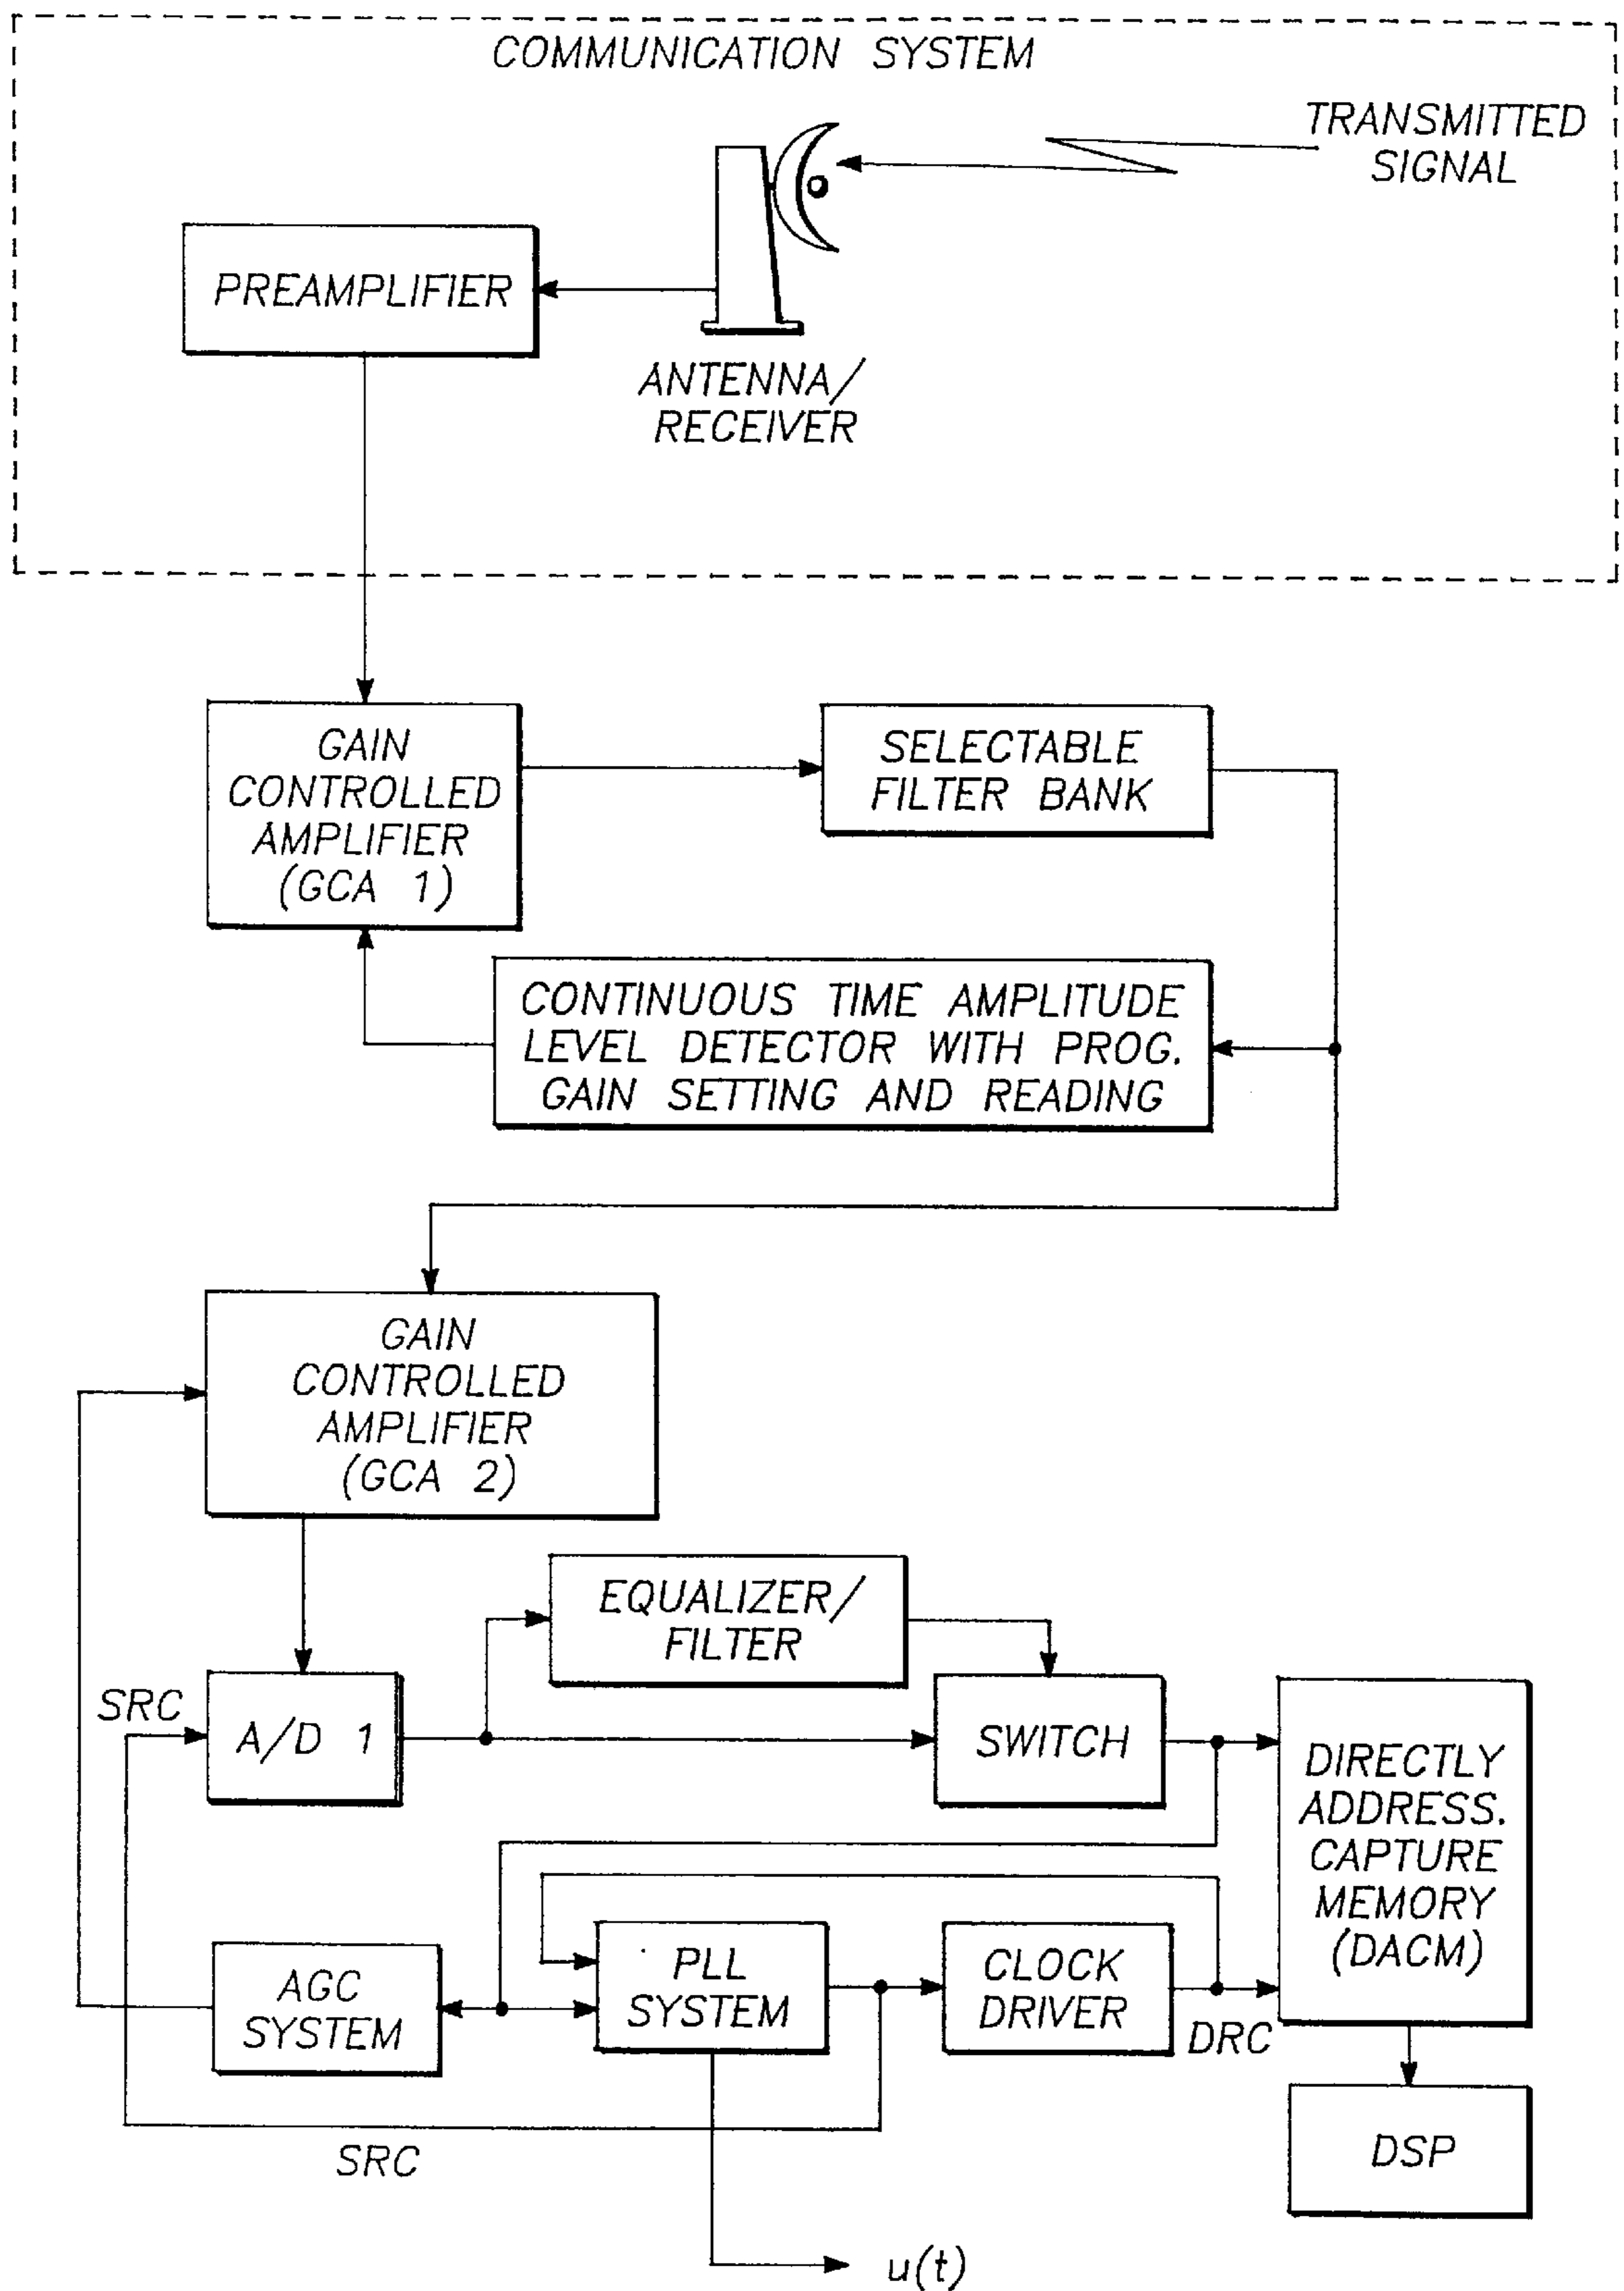 COMMUNICATION SYSTEM
TRANSMITTED
SIGNAL
PREAMPLIFIER
ANTENNA/
RECEIVER
GAIN
CONTROLLED
AMPLIFIER
(GCA 1)
SELECTABLE
FILTER BANK
CONTINUOUS TIME AMPLITUDE
LEVEL DETECTOR WITH PROG.
GAIN SETTING AND READING
GAIN
CONTROLLED
AMPLIFIER
(GCA 2)
EQUALIZER/
FILTER
SRC
A/D 1
SWITCH
DIRECTLY
ADDRESS.
CAPTURE
MEMORY
(DACM)
AGC
SYSTEM
PLL
SYSTEM
CLOCK
DRIVER
DRC
SRC
DSP
u(t)